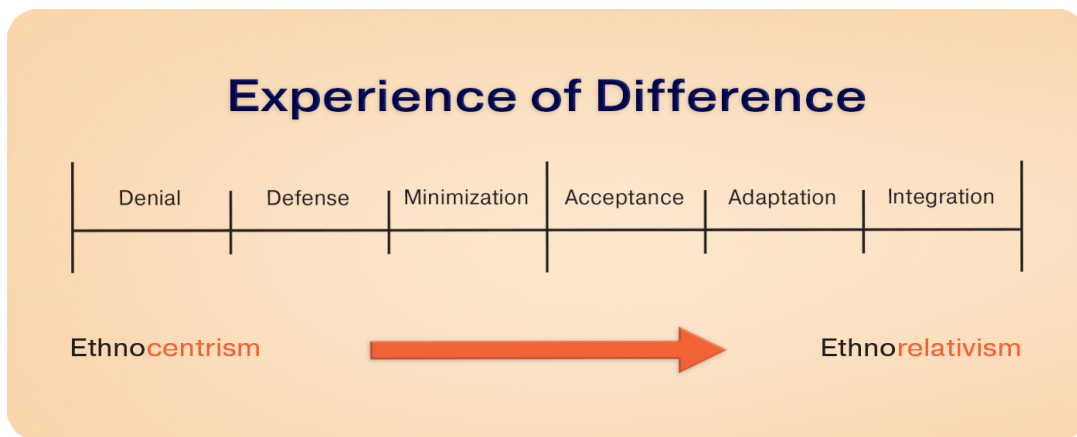 Experience of Difference
Denial Defense Minimization Acceptance Adaptation Integration
Ethnocentrism Ethnorelativism